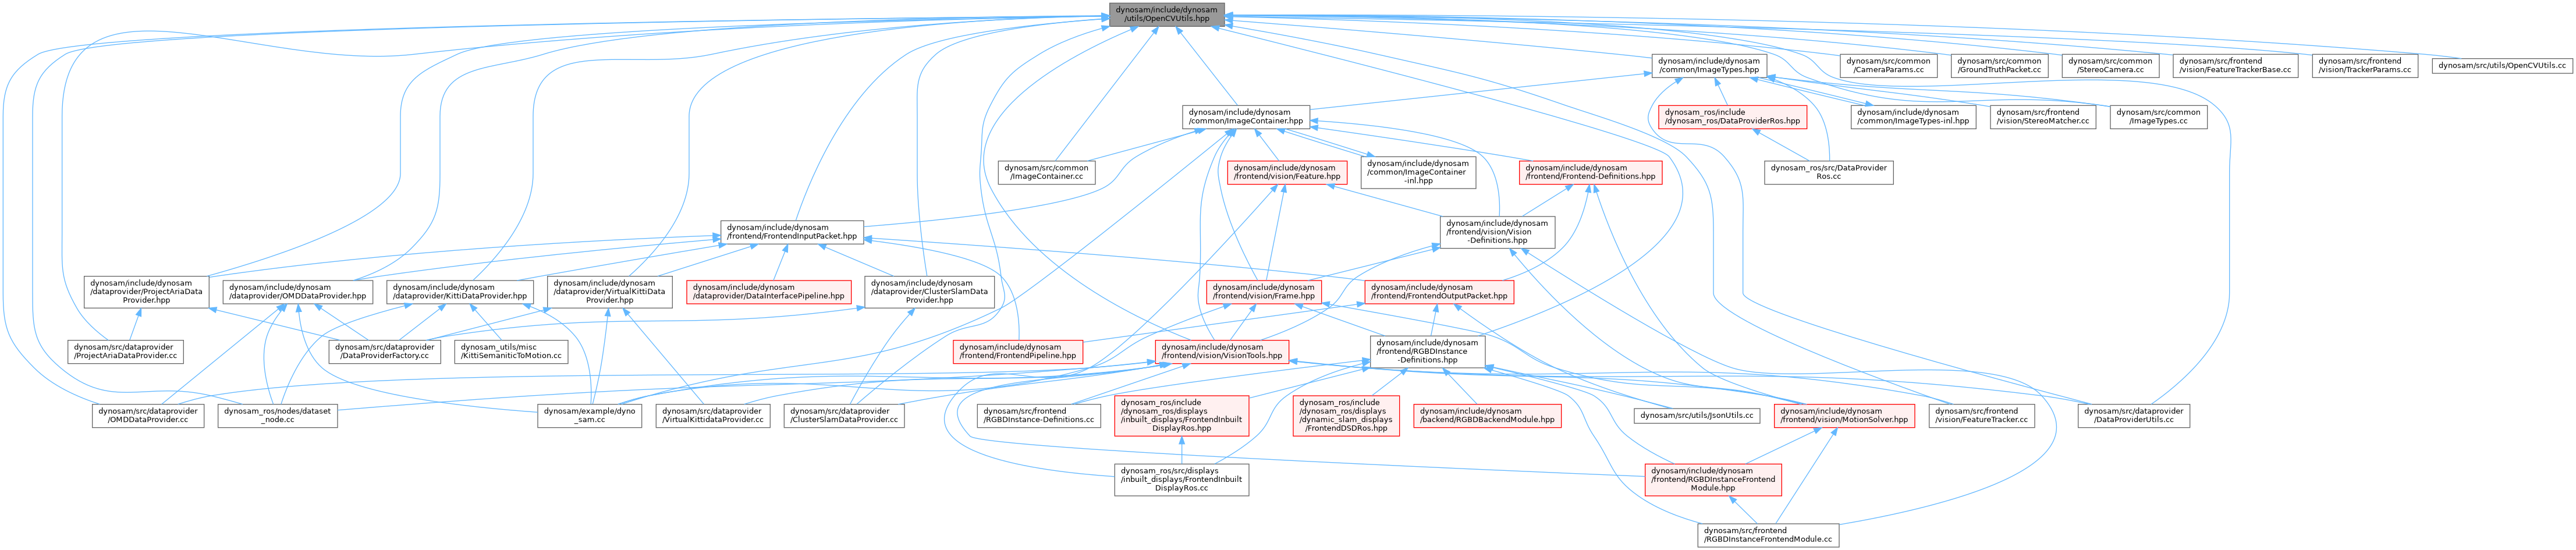 dynosam/include/dynosam
/utils/OpenCVUtils.hpp
dynosam/include/dynosam
/common/ImageTypes.hpp
dynosam/src/common
/CameraParams.cc
dynosam/src/common
/GroundTruthPacket.cc
dynosam/src/common
/StereoCamera.cc
dynosam/src/frontend
/vision/FeatureTrackerBase.cc
dynosam/src/frontend
/vision/TrackerParams.cc
dynosam/src/utils/OpenCVUtils.cc
dynosam/include/dynosam
/common/ImageContainer.hpp
dynosam_ros/include
/dynosam_ros/DataProviderRos.hpp
dynosam/include/dynosam
/common/ImageTypes-inl.hpp
dynosam/src/frontend
/vision/StereoMatcher.cc
dynosam/src/common
/ImageTypes.cc
dynosam/src/common
/ImageContainer.cc
dynosam/include/dynosam
/frontend/vision/Feature.hpp
dynosam/include/dynosam
/common/ImageContainer
-inl.hpp
dynosam/include/dynosam
/frontend/Frontend-Definitions.hpp
dynosam_ros/src/DataProvider
Ros.cc
dynosam/include/dynosam
/frontend/FrontendInputPacket.hpp
dynosam/include/dynosam
/frontend/vision/Vision
-Definitions.hpp
dynosam/include/dynosam
/dataprovider/ProjectAriaData
Provider.hpp
dynosam/include/dynosam
/dataprovider/OMDDataProvider.hpp
dynosam/include/dynosam
/dataprovider/KittiDataProvider.hpp
dynosam/include/dynosam
/dataprovider/VirtualKittiData
Provider.hpp
dynosam/include/dynosam
/dataprovider/DataInterfacePipeline.hpp
dynosam/include/dynosam
/dataprovider/ClusterSlamData
Provider.hpp
dynosam/include/dynosam
/frontend/vision/Frame.hpp
dynosam/include/dynosam
/frontend/FrontendOutputPacket.hpp
dynosam/src/dataprovider
/ProjectAriaDataProvider.cc
dynosam/src/dataprovider
/DataProviderFactory.cc
dynosam_utils/misc
/KittiSemaniticToMotion.cc
dynosam/include/dynosam
/frontend/FrontendPipeline.hpp
dynosam/include/dynosam
/frontend/vision/VisionTools.hpp
dynosam/include/dynosam
/frontend/RGBDInstance
-Definitions.hpp
dynosam/src/dataprovider
/OMDDataProvider.cc
dynosam_ros/nodes/dataset
_node.cc
dynosam/example/dyno
_sam.cc
dynosam/src/dataprovider
/VirtualKittidataProvider.cc
dynosam/src/dataprovider
/ClusterSlamDataProvider.cc
dynosam/src/frontend
/RGBDInstance-Definitions.cc
dynosam_ros/include
/dynosam_ros/displays
/inbuilt_displays/FrontendInbuilt
DisplayRos.hpp
dynosam_ros/include
/dynosam_ros/displays
/dynamic_slam_displays
/FrontendDSDRos.hpp
dynosam/include/dynosam
/backend/RGBDBackendModule.hpp
dynosam/src/utils/JsonUtils.cc
dynosam/include/dynosam
/frontend/vision/MotionSolver.hpp
dynosam/src/frontend
/vision/FeatureTracker.cc
dynosam/src/dataprovider
/DataProviderUtils.cc
dynosam_ros/src/displays
/inbuilt_displays/FrontendInbuilt
DisplayRos.cc
dynosam/include/dynosam
/frontend/RGBDInstanceFrontend
Module.hpp
dynosam/src/frontend
/RGBDInstanceFrontendModule.cc